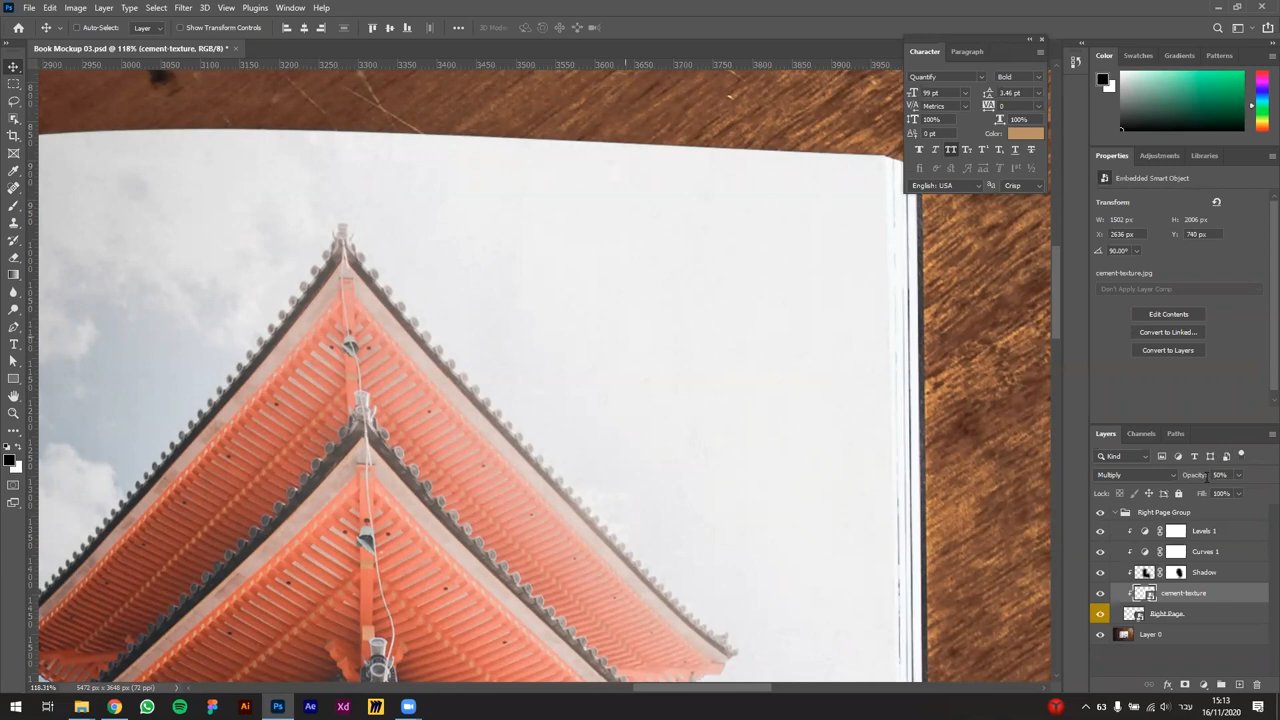 File Edit Image Layer Type Select Filter 3D View Plugins Window Help
Auto-Select: Layer Show Transform Controls 3D Mode:
Book Mockup 03.psd @ 118% (cement-texture, RGB/8) *
2900 2950 3000 3050 3100 3150 3200 3250 3300 3350 3400 3450 3500 3550 3600 3650 3700 3750 3800 3850 3900 3950
Character Paragraph
Quantify Bold
99 pt 3.46 pt
Metrics 0
100% 100%
0 pt Color:
English: USA Crisp
Color Swatches Gradients Patterns
Properties Adjustments Libraries
Embedded Smart Object
Transform
W: 1502 px H: 2006 px
X: 2636 px Y: 740 px
90.00°
cement-texture.jpg
Don't Apply Layer Comp
Edit Contents
Convert to Linked...
Convert to Layers
Layers Channels Paths
Kind
Multiply Opacity: 50%
Lock: Fill: 100%
Right Page Group
Levels 1
Curves 1
Shadow
cement-texture
Right Page.
Layer 0
118.31% 5472 px x 3648 px (72 ppi)
63 עבר 15:13
16/11/2020